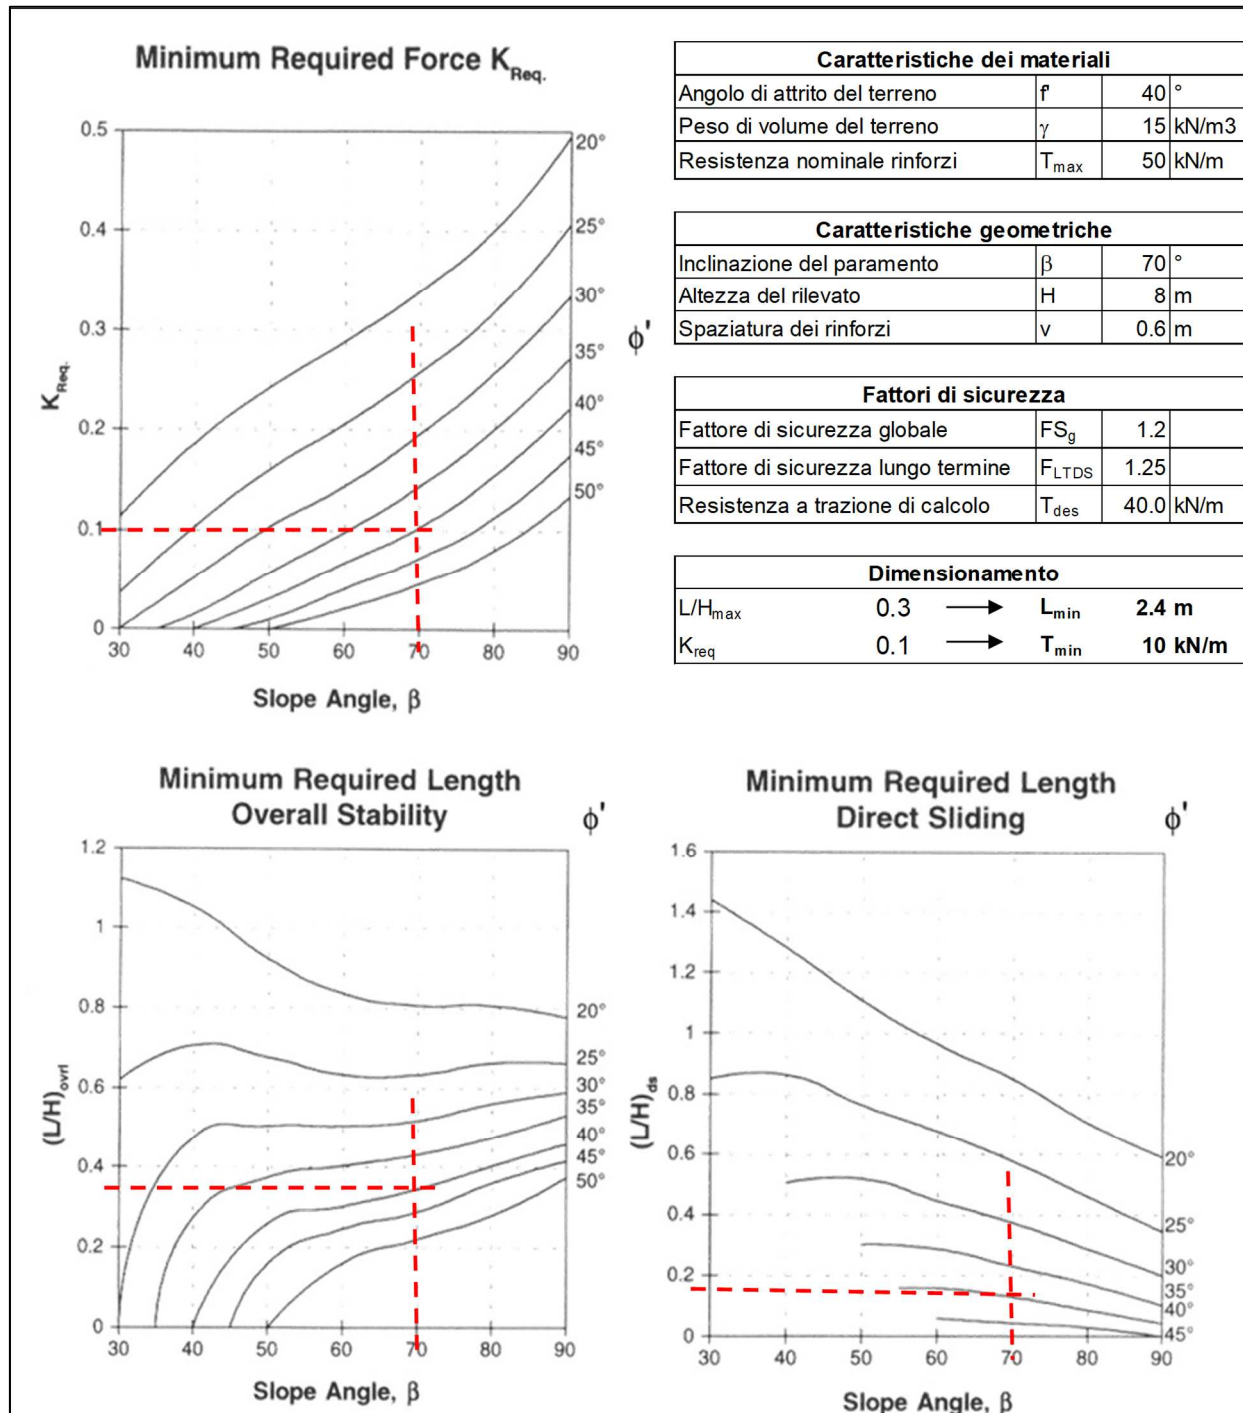 Minimum Required Force K_Req.
0.5
0.4
0.3
0.2
0.1
0
K_Req.
30 40 50 60 70 80 90
Slope Angle, β
20°
25°
30°
35°
40°
45°
50°
ϕ'
Caratteristiche dei materiali
Angolo di attrito del terreno f' 40 °
Peso di volume del terreno γ 15 kN/m3
Resistenza nominale rinforzi T_max 50 kN/m
Caratteristiche geometriche
Inclinazione del paramento β 70 °
Altezza del rilevato H 8 m
Spaziatura dei rinforzi v 0.6 m
Fattori di sicurezza
Fattore di sicurezza globale FS_g 1.2
Fattore di sicurezza lungo termine F_LTDS 1.25
Resistenza a trazione di calcolo T_des 40.0 kN/m
Dimensionamento
L/H_max 0.3 → L_min 2.4 m
K_req 0.1 → T_min 10 kN/m
Minimum Required Length
Overall Stability
ϕ'
1.2
1
0.8
0.6
0.4
0.2
0
(L/H)_ovrl
30 40 50 60 70 80 90
Slope Angle, β
20°
25°
30°
35°
40°
45°
50°
Minimum Required Length
Direct Sliding
ϕ'
1.6
1.4
1.2
1
0.8
0.6
0.4
0.2
0
(L/H)_ds
30 40 50 60 70 80 90
Slope Angle, β
20°
25°
30°
35°
40°
45°